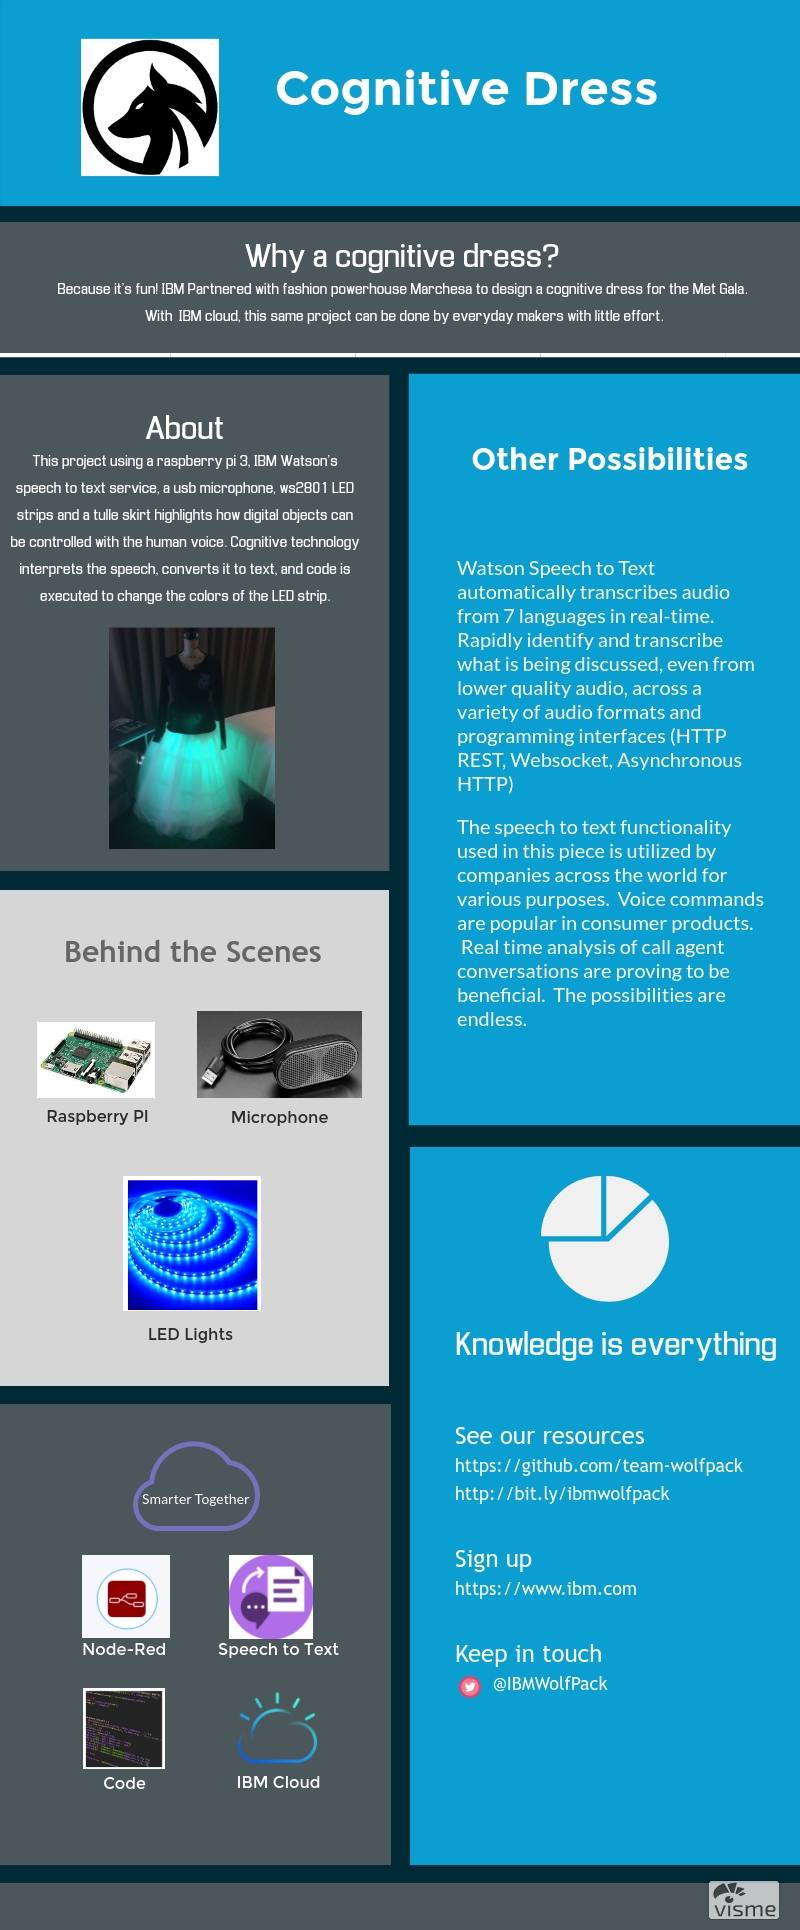 Cognitive Dress
Why a cognitive dress?
Because it's fun! IBM Partnered with fashion powerhouse Marchesa to design a cognitive dress for the Met Gala.
With IBM cloud, this same project can be done by everyday makers with little effort.
About
This project using a raspberry pi 3, IBM Watson's
speech to text service, a usb microphone, ws2801 LED
strips and a tulle skirt highlights how digital objects can
be controlled with the human voice. Cognitive technology
interprets the speech, converts it to text, and code is
executed to change the colors of the LED strip.
Behind the Scenes
Raspberry PI
Microphone
LED Lights
Smarter Together
Node-Red
Speech to Text
Code
IBM Cloud
Other Possibilities
Watson Speech to Text
automatically transcribes audio
from 7 languages in real-time.
Rapidly identify and transcribe
what is being discussed, even from
lower quality audio, across a
variety of audio formats and
programming interfaces (HTTP
REST, Websocket, Asynchronous
HTTP)
The speech to text functionality
used in this piece is utilized by
companies across the world for
various purposes. Voice commands
are popular in consumer products.
Real time analysis of call agent
conversations are proving to be
beneficial. The possibilities are
endless.
Knowledge is everything
See our resources
https://github.com/team-wolfpack
http://bit.ly/ibmwolfpack
Sign up
https://www.ibm.com
Keep in touch
@IBMWolfPack
visme